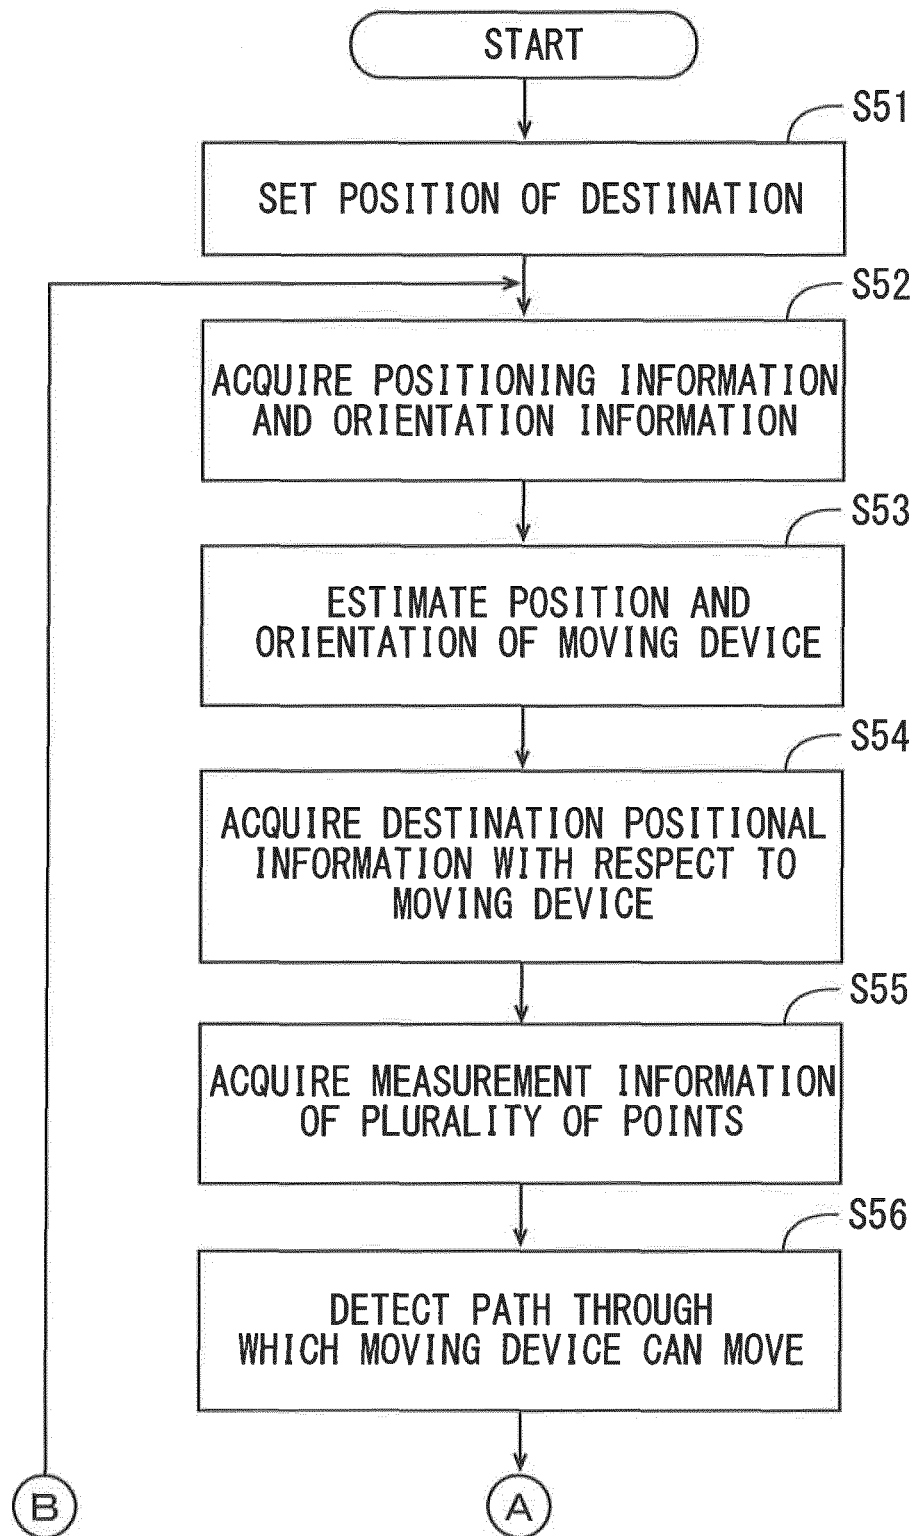 START
S51
SET POSITION OF DESTINATION
S52
ACQUIRE POSITIONING INFORMATION
AND ORIENTATION INFORMATION
S53
ESTIMATE POSITION AND
ORIENTATION OF MOVING DEVICE
S54
ACQUIRE DESTINATION POSITIONAL
INFORMATION WITH RESPECT TO
MOVING DEVICE
S55
ACQUIRE MEASUREMENT INFORMATION
OF PLURALITY OF POINTS
S56
DETECT PATH THROUGH
WHICH MOVING DEVICE CAN MOVE
B
A